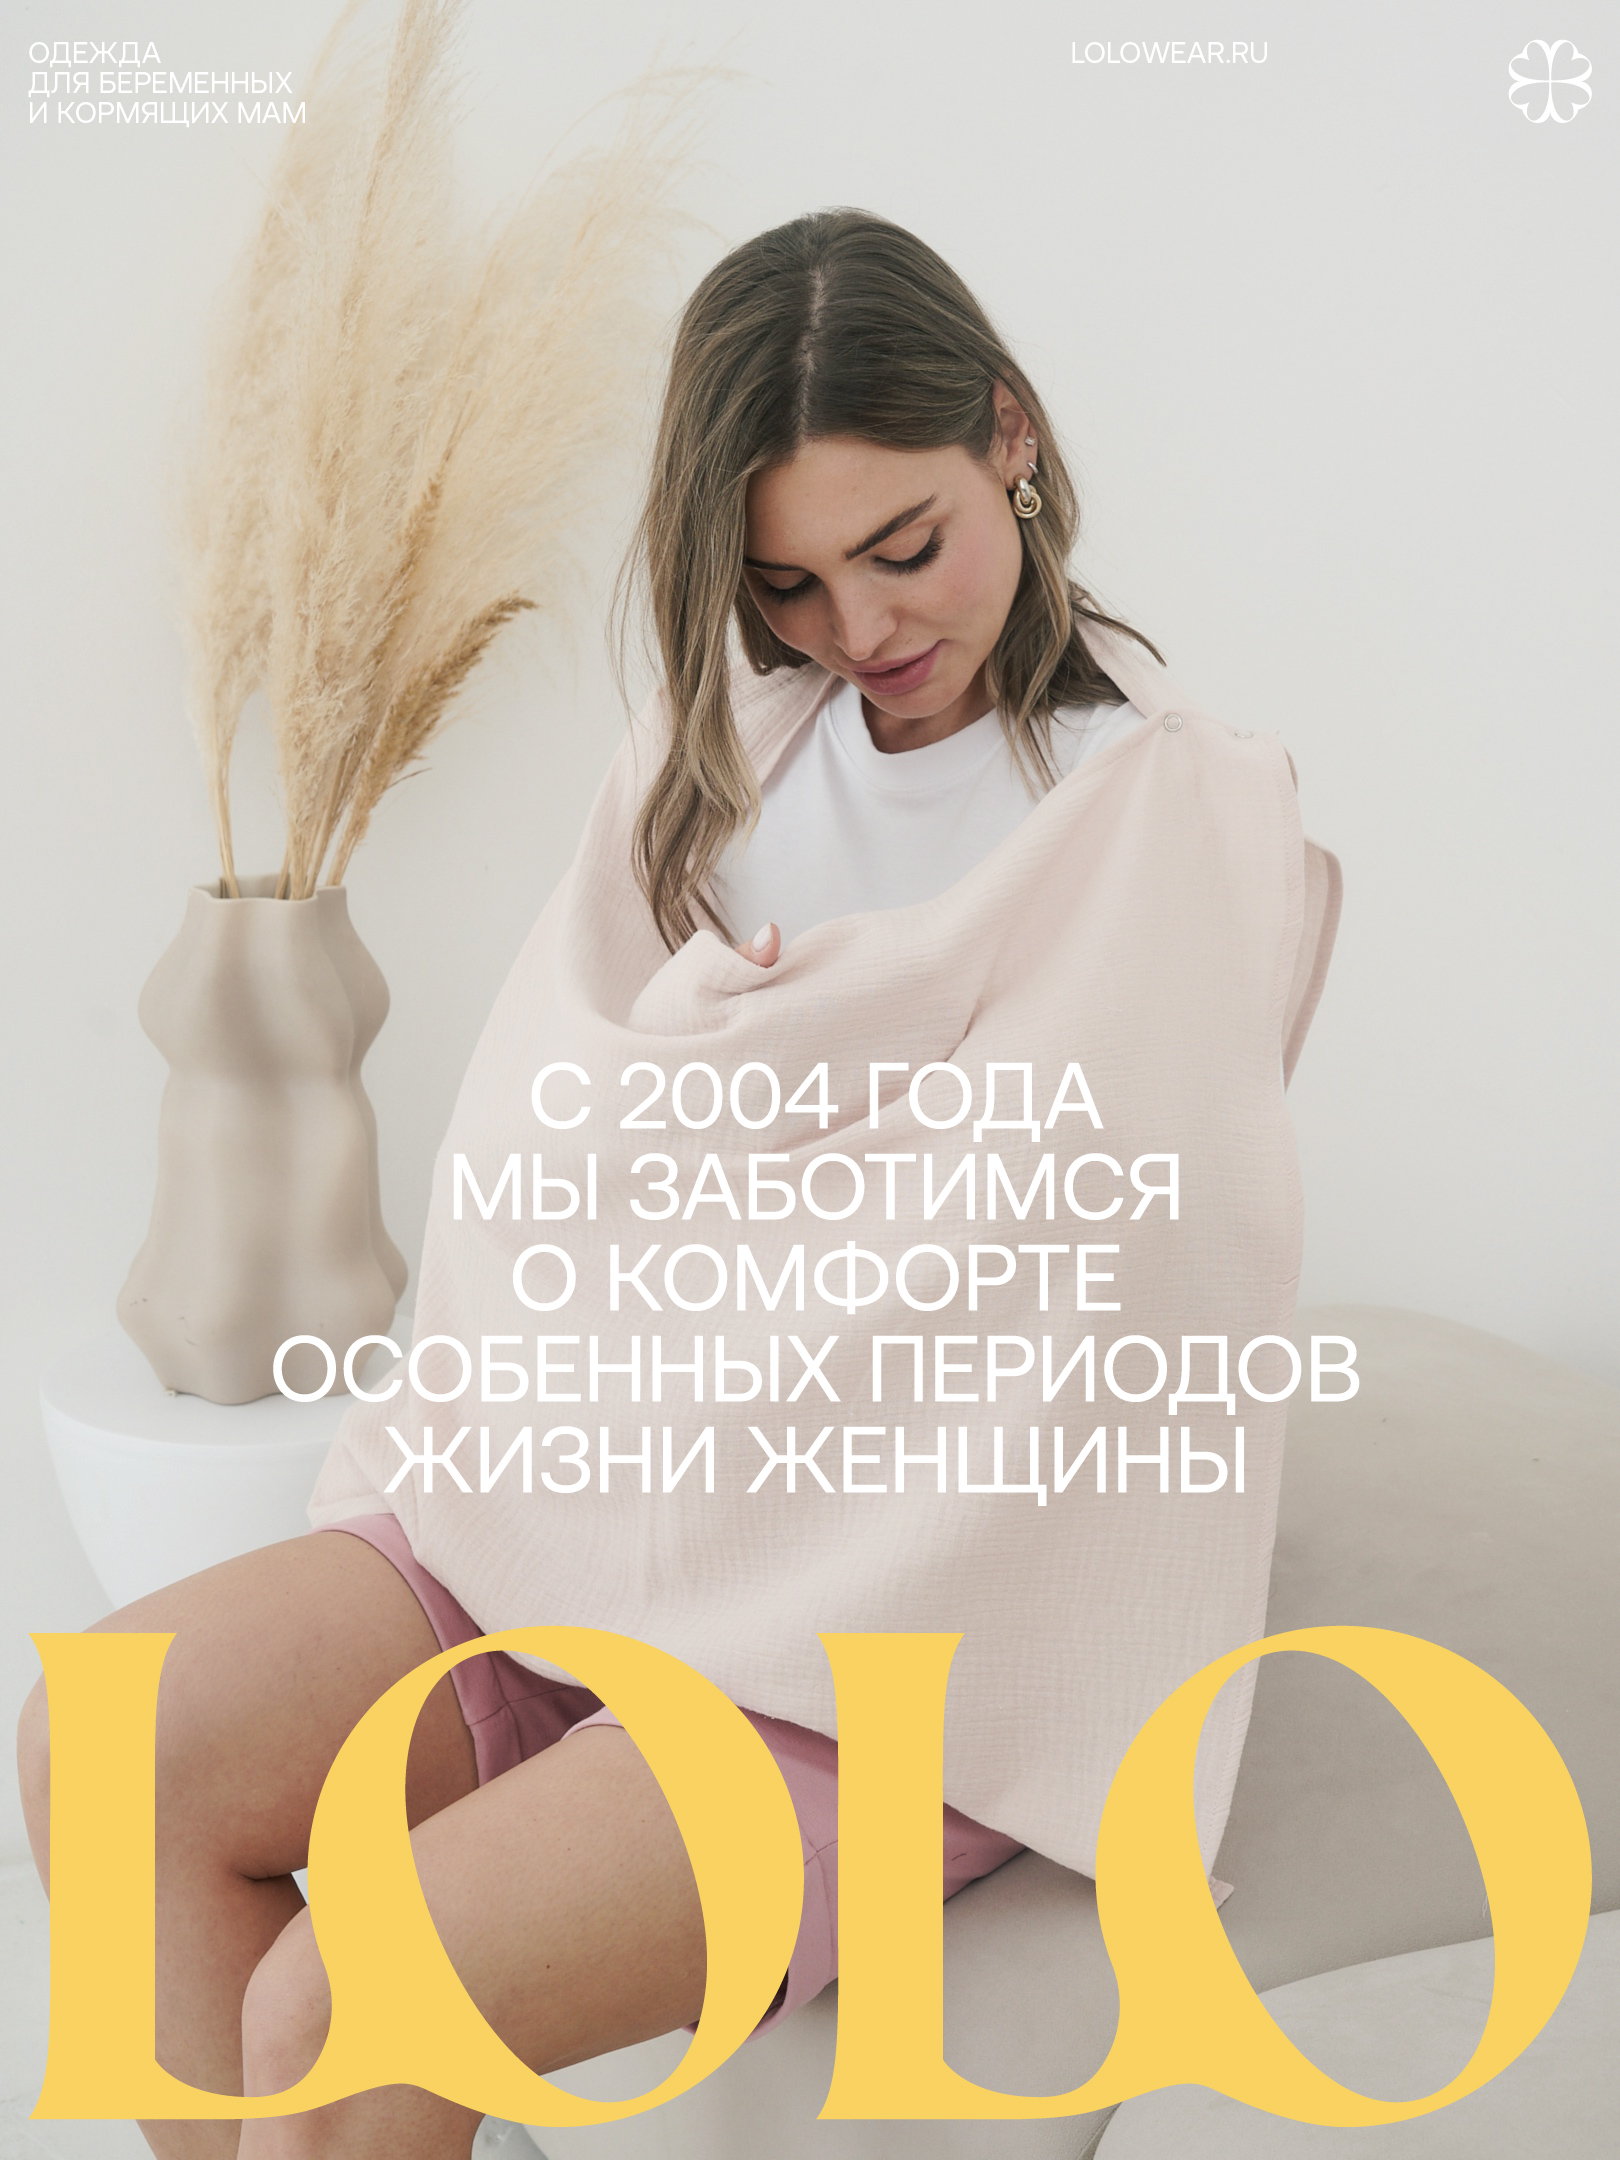 ОДЕЖДА
ДЛЯ БЕРЕМЕННЫХ
И КОРМЯЩИХ МАМ
LOLOWEAR.RU
С 2004 ГОДА
МЫ ЗАБОТИМСЯ
О КОМФОРТЕ
ОСОБЕННЫХ ПЕРИОДОВ
ЖИЗНИ ЖЕНЩИНЫ
LOLO